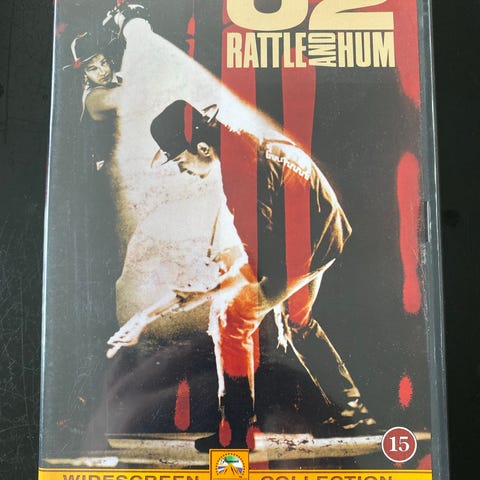 U2
RATTLE AND HUM
15
WIDESCREEN COLLECTION